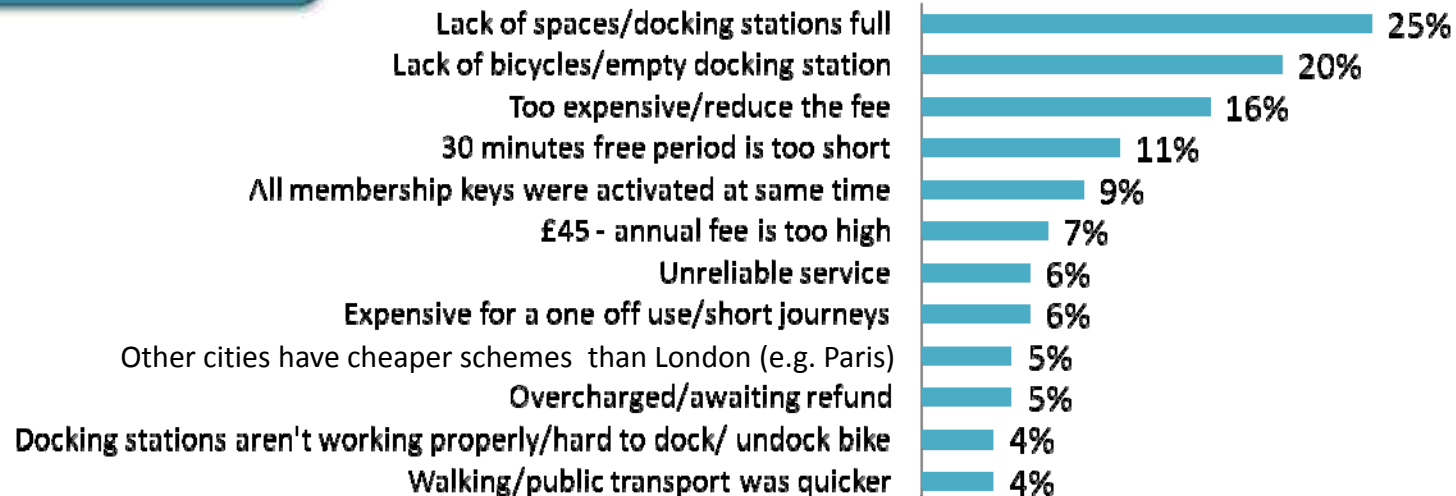 Lack of spaces/docking stations full 25%
Lack of bicycles/empty docking station 20%
Too expensive/reduce the fee 16%
30 minutes free period is too short 11%
All membership keys were activated at same time 9%
£45 - annual fee is too high 7%
Unreliable service 6%
Expensive for a one off use/short journeys 6%
Other cities have cheaper schemes  than London (e.g. Paris) 5%
Overcharged/awaiting refund 5%
Docking stations aren't working properly/hard to dock/ undock bike 4%
Walking/public transport was quicker 4%